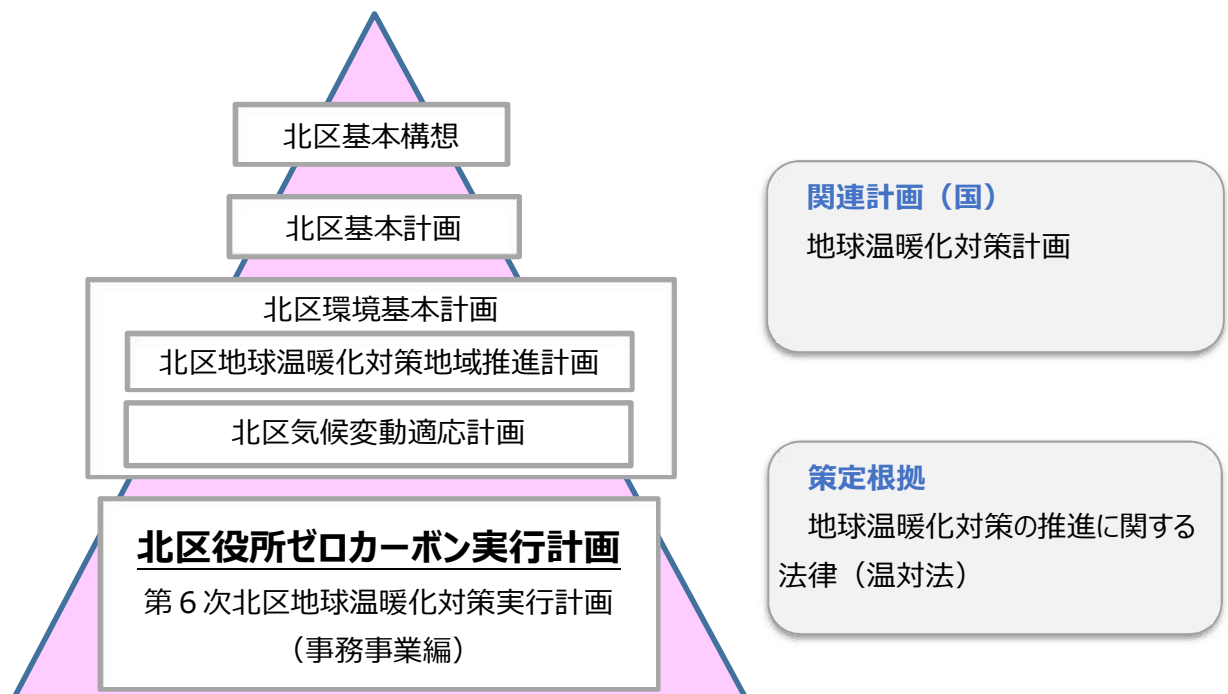 北区基本構想
北区基本計画
北区環境基本計画
北区地球温暖化対策地域推進計画
北区気候変動適応計画
北区役所ゼロカーボン実行計画
第６次北区地球温暖化対策実行計画
（事務事業編）
関連計画（国）
地球温暖化対策計画
策定根拠
地球温暖化対策の推進に関する
法律（温対法）